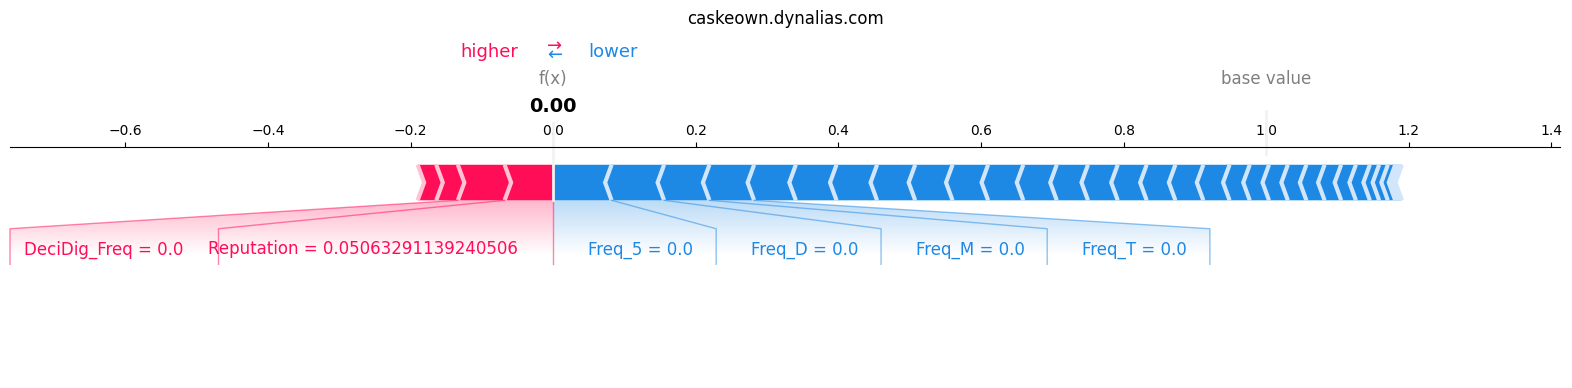 caskeown.dynalias.com
higher → lower
←
f(x) base value
0.00
−0.6 −0.4 −0.2 0.0 0.2 0.4 0.6 0.8 1.0 1.2 1.4
DeciDig_Freq = 0.0 Reputation = 0.05063291139240506 Freq_5 = 0.0 Freq_D = 0.0 Freq_M = 0.0 Freq_T = 0.0